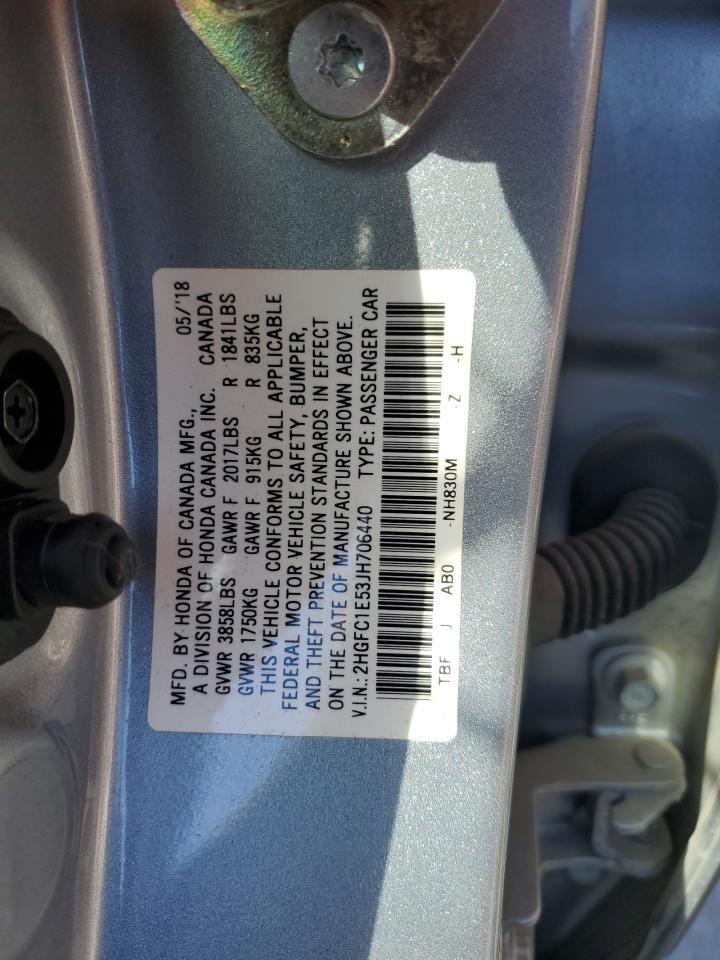 MFD. BY HONDA OF CANADA MFG., 05/'18
A DIVISION OF HONDA CANADA INC. CANADA
GVWR 3858LBS GAWR F 2017LBS R 1841LBS
GVWR 1750KG GAWR F 915KG R 835KG
THIS VEHICLE CONFORMS TO ALL APPLICABLE
FEDERAL MOTOR VEHICLE SAFETY, BUMPER,
AND THEFT PREVENTION STANDARDS IN EFFECT
ON THE DATE OF MANUFACTURE SHOWN ABOVE.
V.I.N.: 2HGFC1E53JH706440 TYPE: PASSENGER CAR
TBF J AB0 -NH830M -Z -H